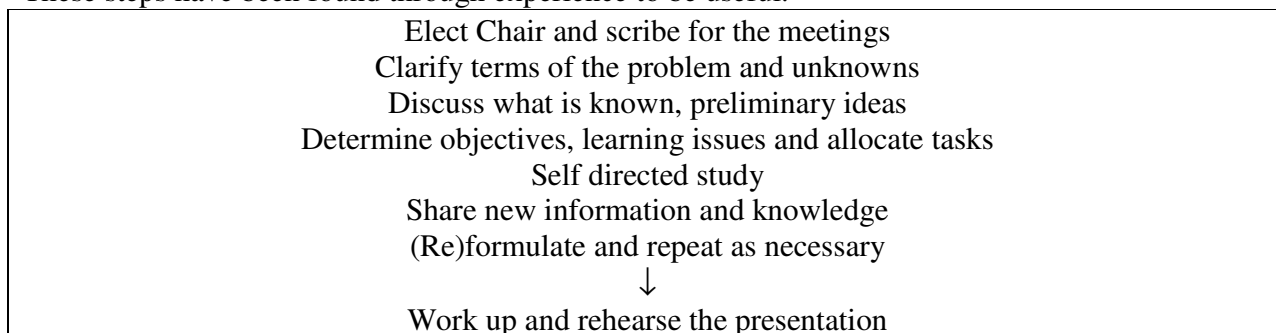 These steps have been found through experience to be useful.
Elect Chair and scribe for the meetings
Clarify terms of the problem and unknowns
Discuss what is known, preliminary ideas
Determine objectives, learning issues and allocate tasks
Self directed study
Share new information and knowledge
(Re)formulate and repeat as necessary
↓
Work up and rehearse the presentation